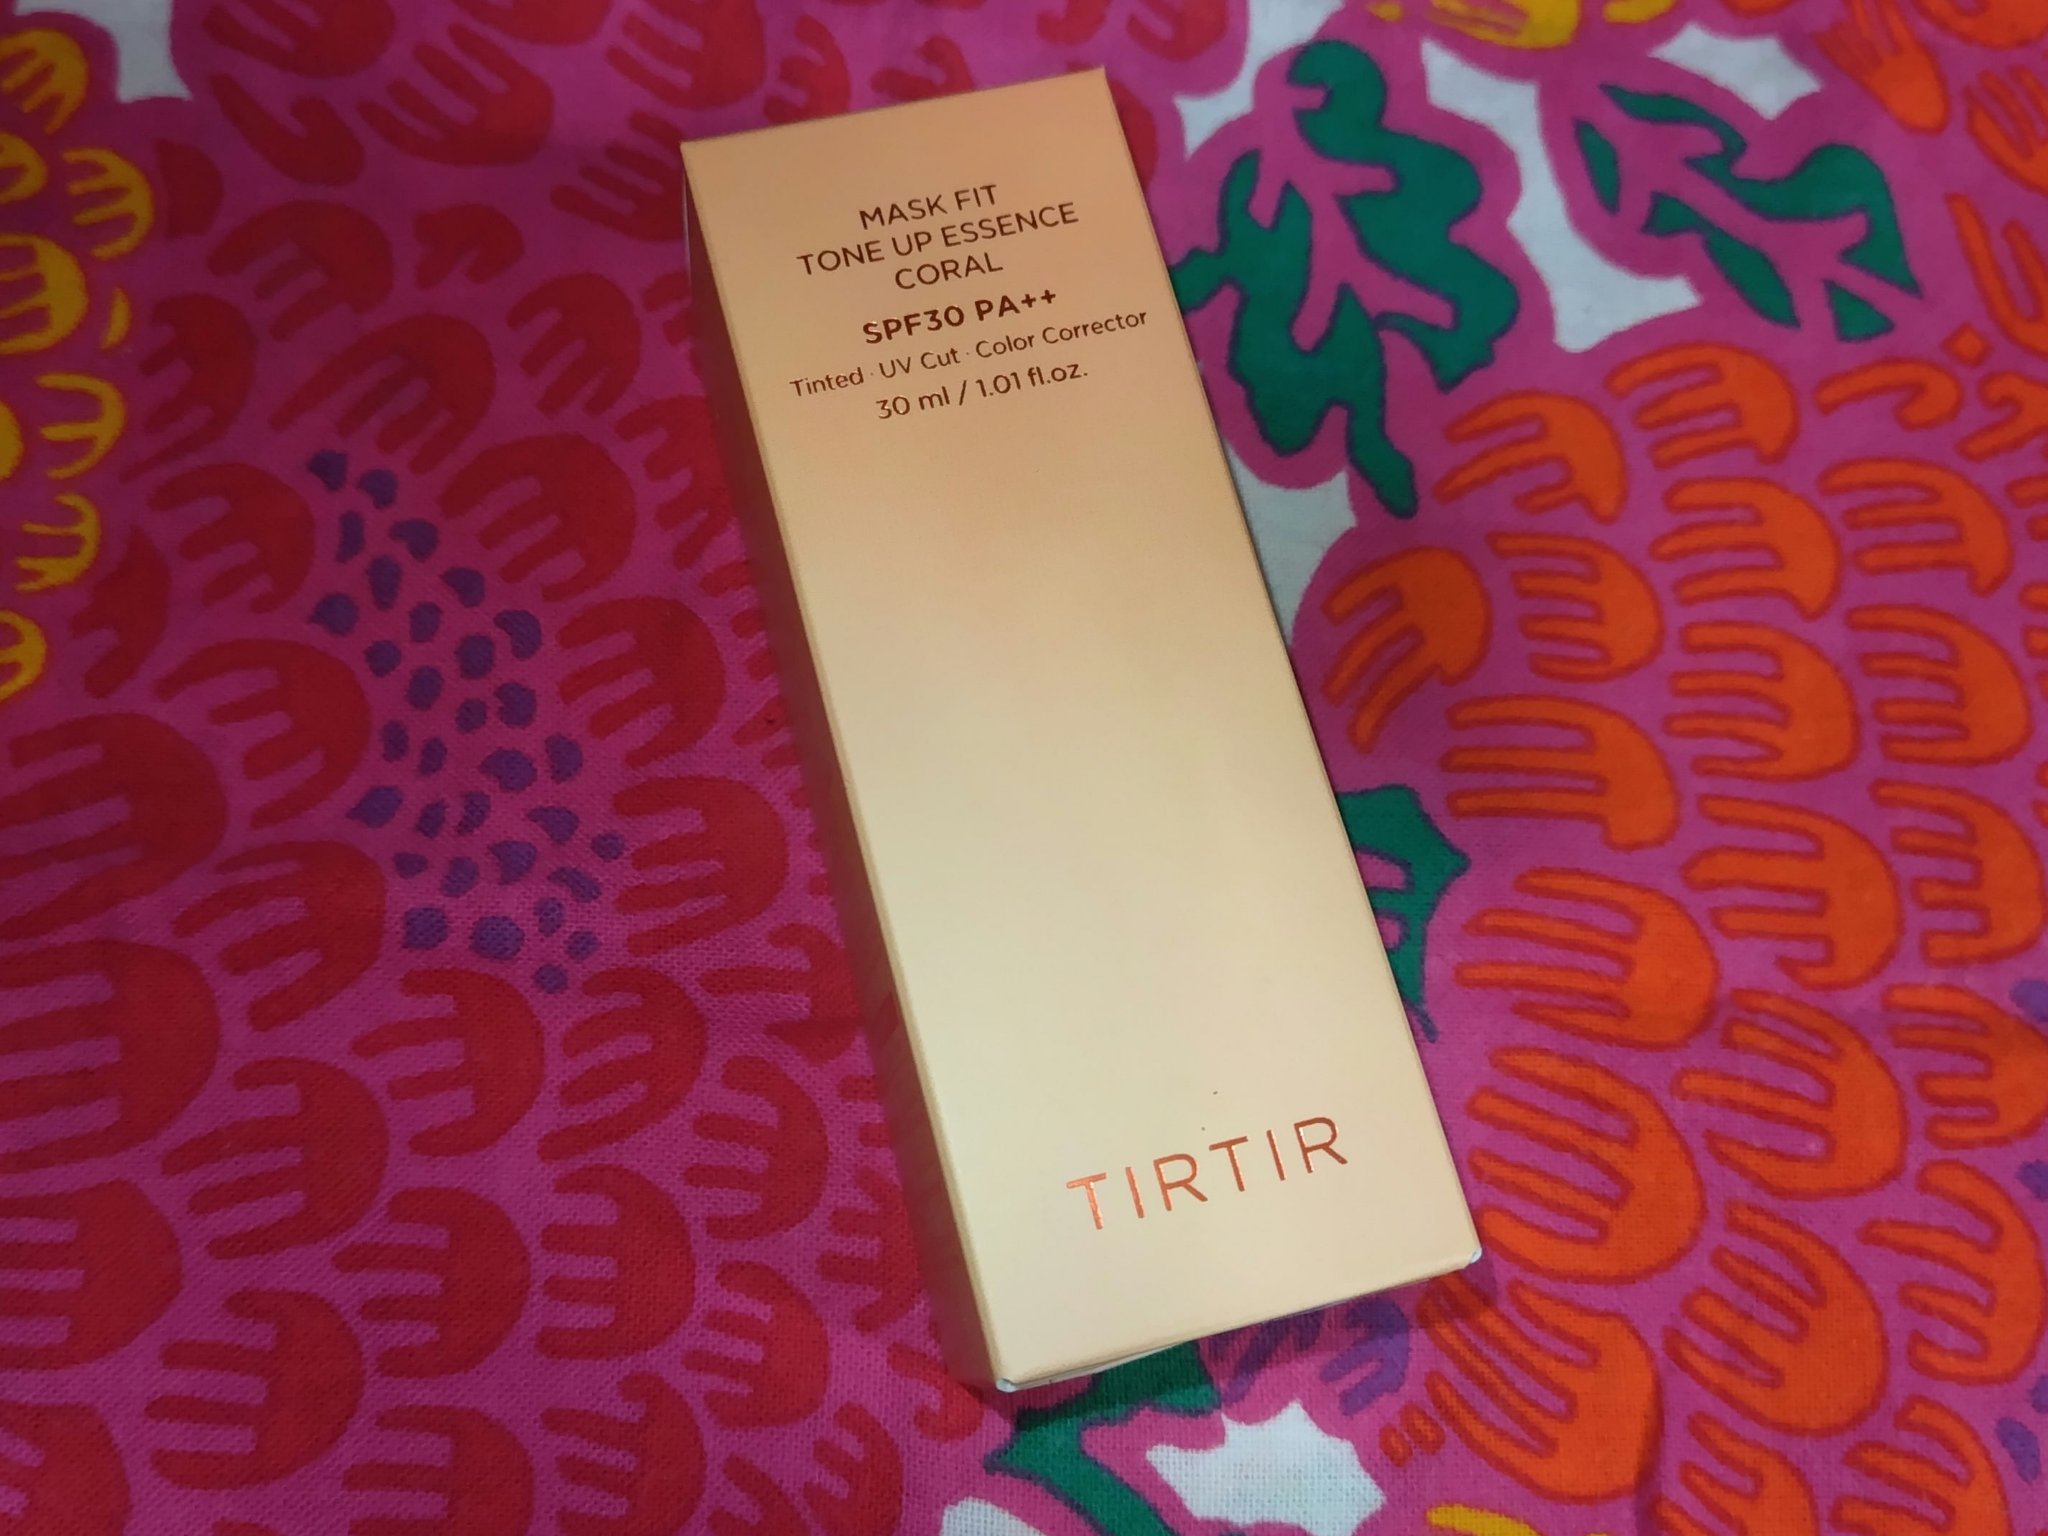 MASK FIT
TONE UP ESSENCE
CORAL
SPF30 PA++
Tinted · UV Cut · Color Corrector
30 ml / 1.01 fl.oz.
TIRTIR